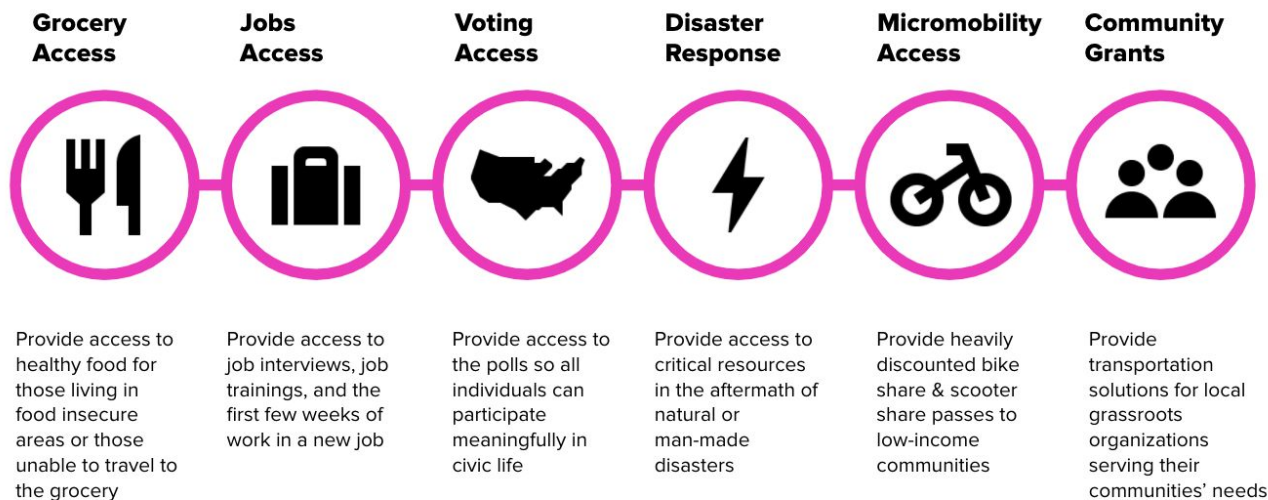 Grocery
Access
Jobs
Access
Voting
Access
Disaster
Response
Micromobility
Access
Community
Grants
Provide access to
healthy food for
those living in
food insecure
areas or those
unable to travel to
the grocery
Provide access to
job interviews, job
trainings, and the
first few weeks of
work in a new job
Provide access to
the polls so all
individuals can
participate
meaningfully in
civic life
Provide access to
critical resources
in the aftermath of
natural or
man-made
disasters
Provide heavily
discounted bike
share & scooter
share passes to
low-income
communities
Provide
transportation
solutions for local
grassroots
organizations
serving their
communities’ needs